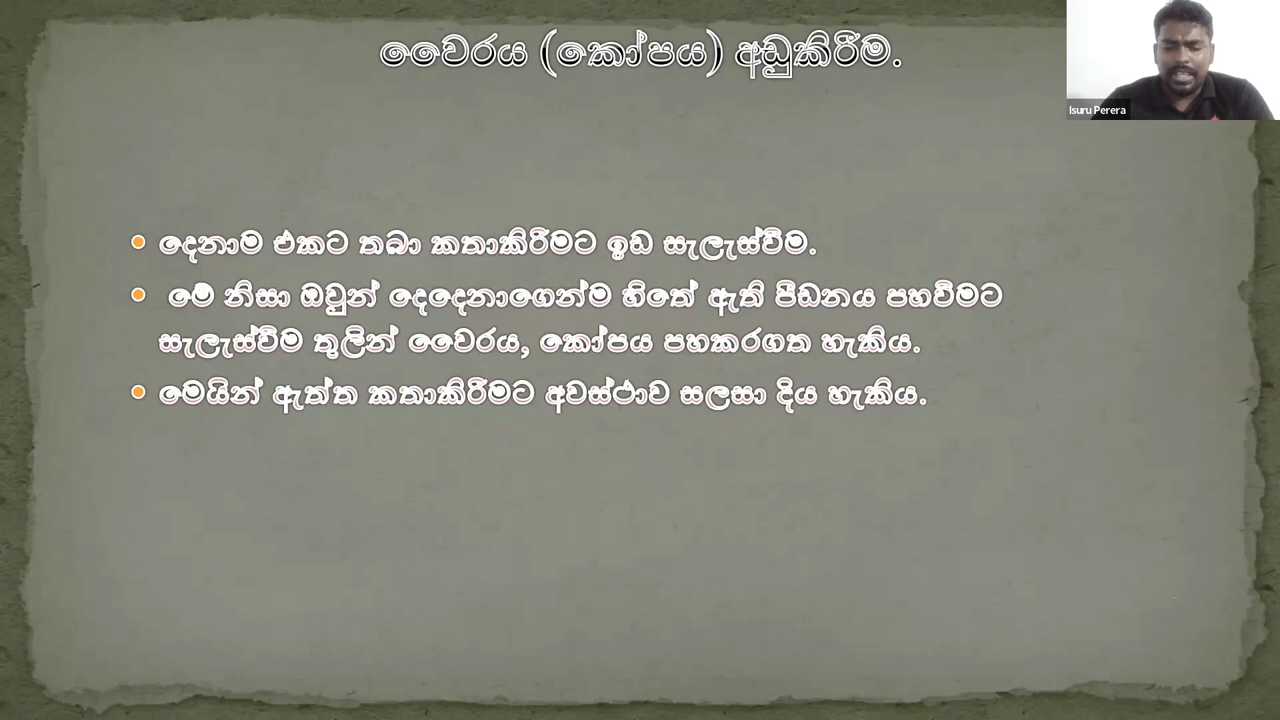 වෛරය (කෝපය) අඩුකිරීම.
Isuru Perera
• දෙනාම එකට තබා කතාකිරීමට ඉඩ සැලැස්වීම.
• මේ නිසා ඔවුන් දෙදෙනාගෙන්ම හිතේ ඇති පීඩනය පහවීමට
සැලැස්වීම තුලින් වෛරය, කෝපය පහකරගත හැකිය.
• මෙයින් ඇත්ත කතාකිරීමට අවස්ථාව සලසා දිය හැකිය.